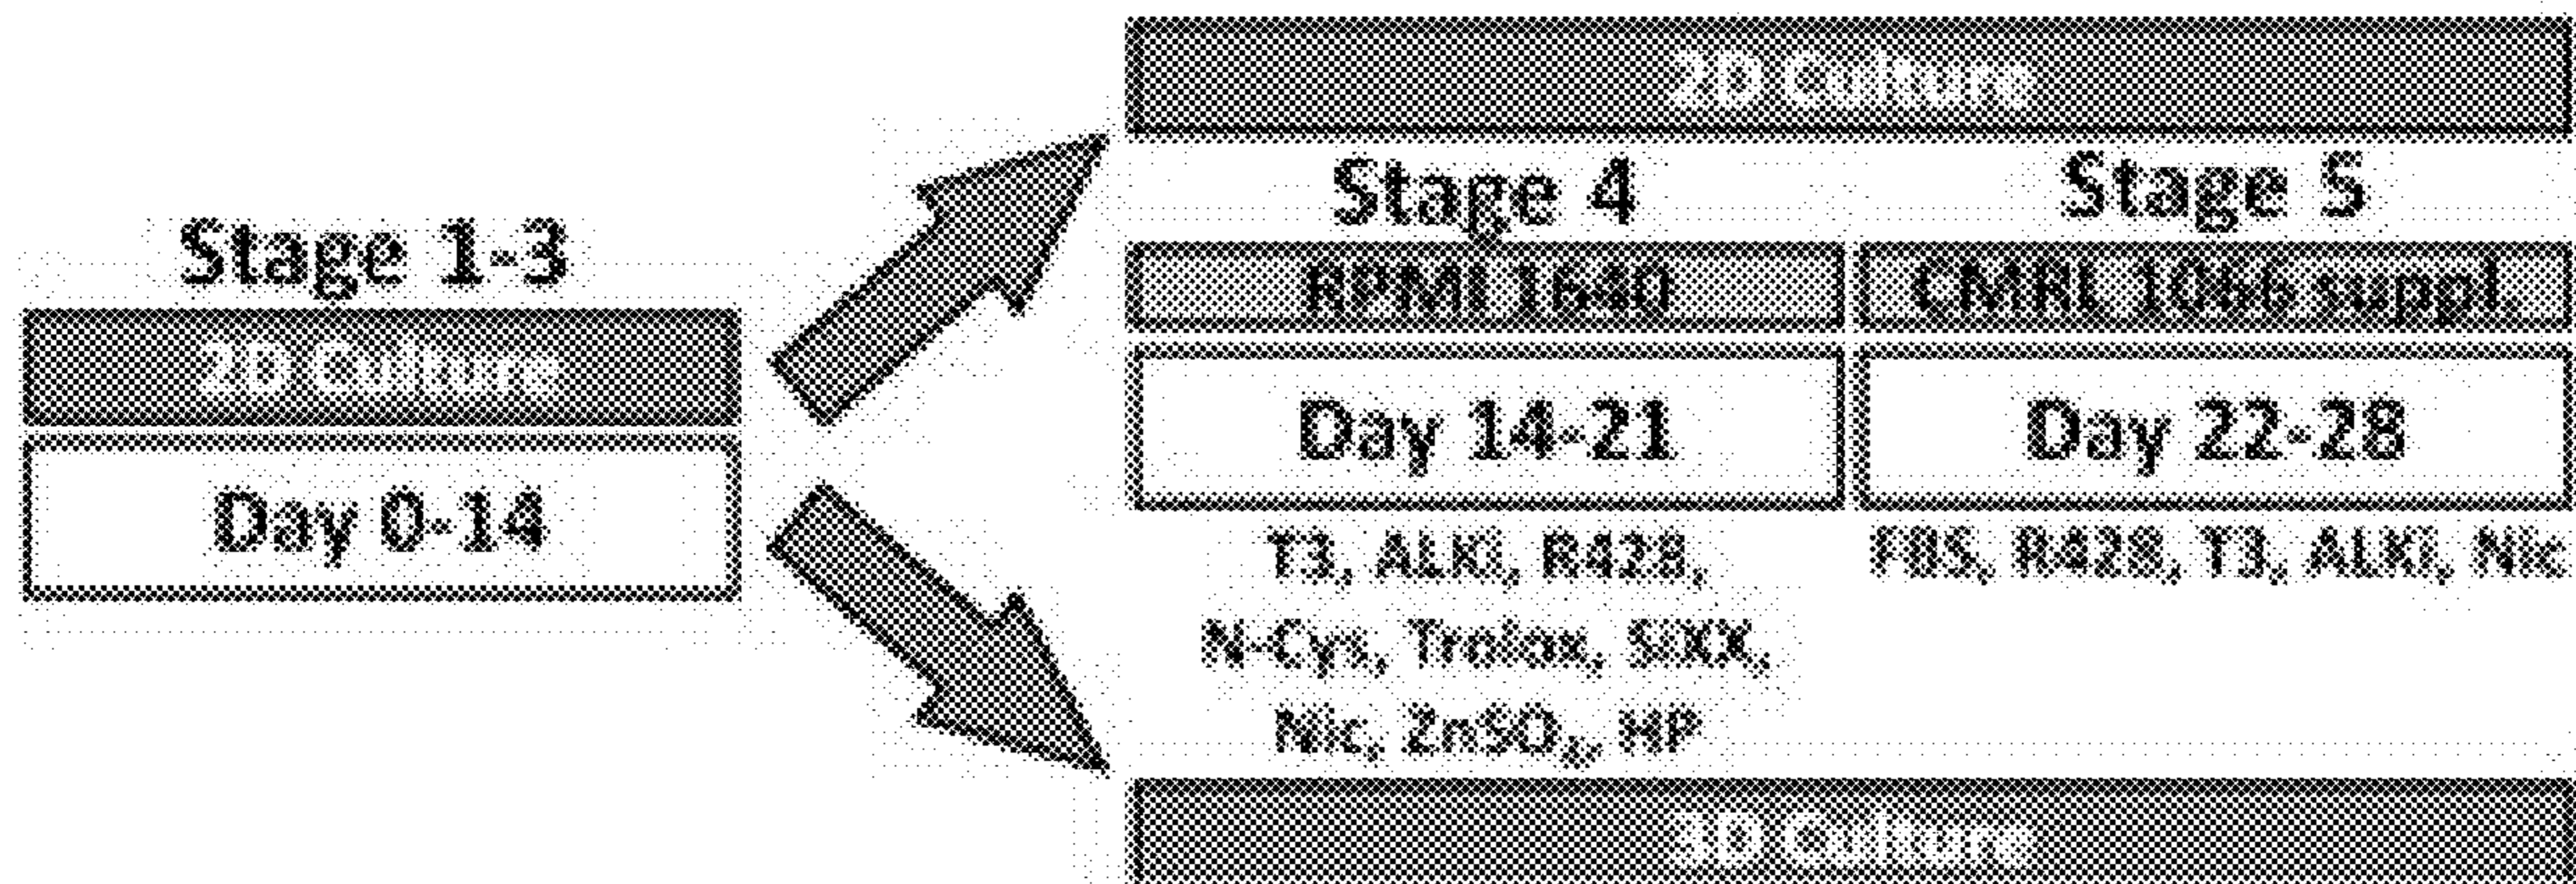 Stage 1-3
2D Culture
Day 0-14
2D Culture
Stage 4
RPMI 1640
Day 14-21
T3, ALKi, R428,
N-Cys, Trolox, SiXX,
Nic, ZnSO₄, HP
Stage 5
CMRL 1066 suppl.
Day 22-28
FBS, R428, T3, ALKi, Nic
3D Culture